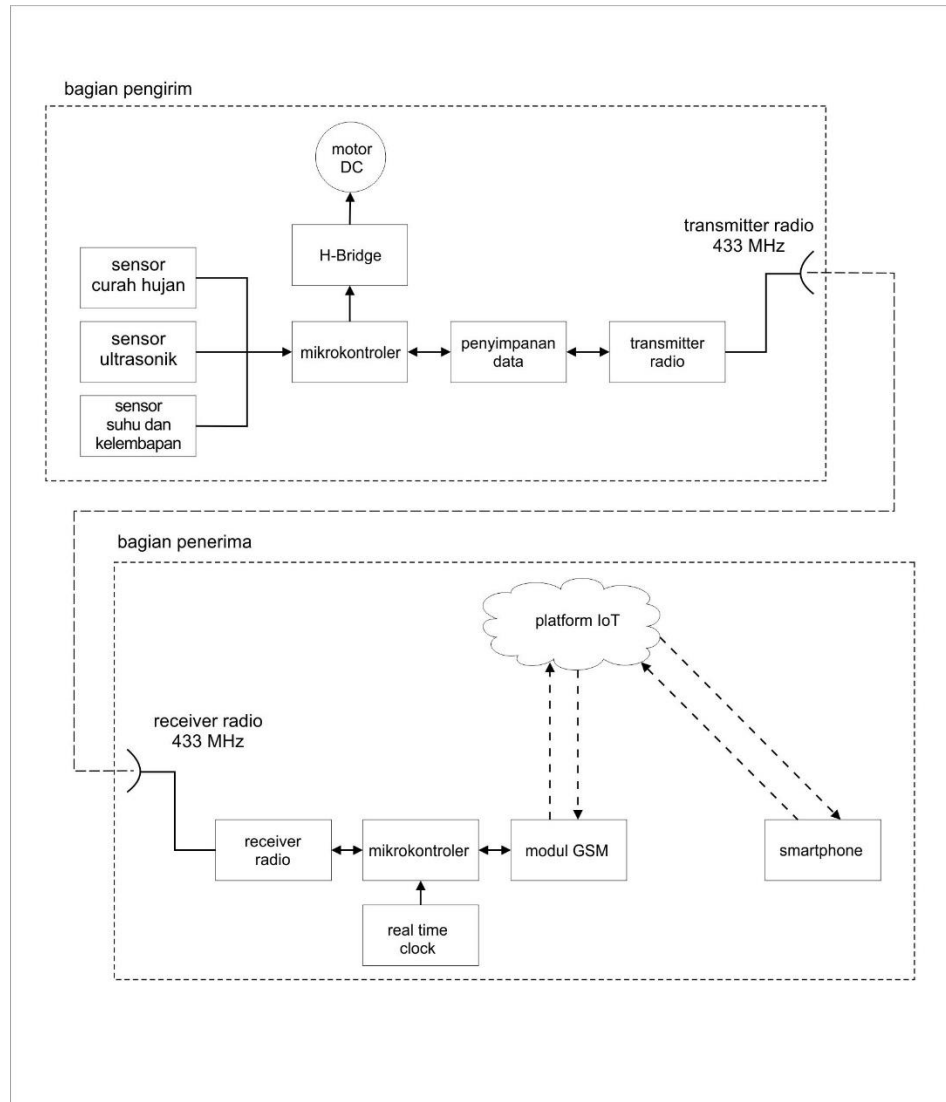 bagian pengirim
motor
DC
transmitter radio
433 MHz
H-Bridge
sensor
curah hujan
sensor
ultrasonik
mikrokontroler
penyimpanan
data
transmitter
radio
sensor
suhu dan
kelembapan
bagian penerima
platform IoT
receiver radio
433 MHz
receiver
radio
mikrokontroler
modul GSM
smartphone
real time
clock